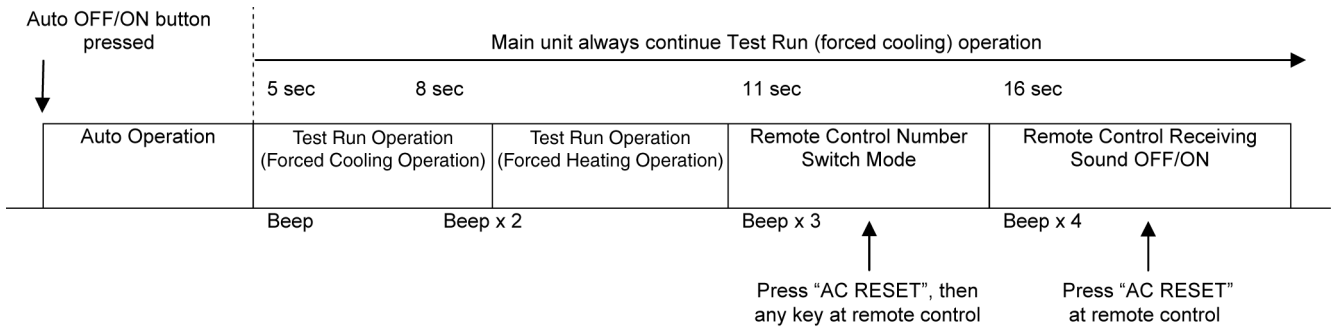 Auto OFF/ON button
pressed
Main unit always continue Test Run (forced cooling) operation
5 sec
8 sec
11 sec
16 sec
Auto Operation
Test Run Operation
(Forced Cooling Operation)
Test Run Operation
(Forced Heating Operation)
Remote Control Number
Switch Mode
Remote Control Receiving
Sound OFF/ON
Beep
Beep x 2
Beep x 3
Beep x 4
Press “AC RESET”, then
any key at remote control
Press “AC RESET”
at remote control